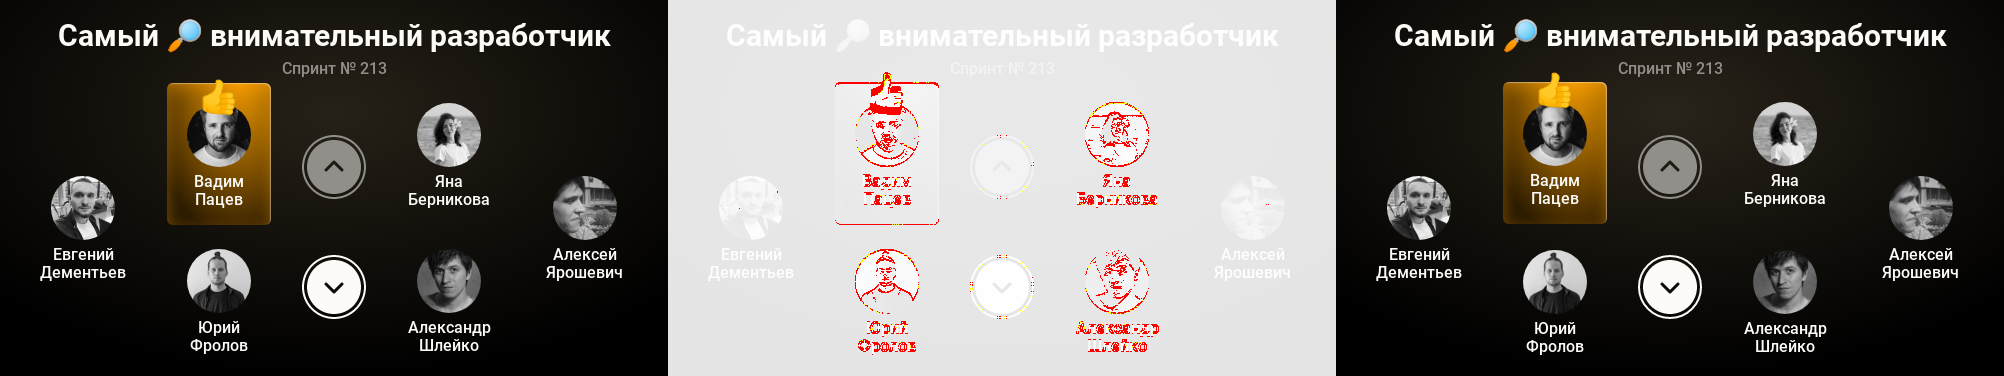 Самый 🔎 внимательный разработчик
Спринт № 213
Вадим
Пацев
Яна
Берникова
Евгений
Дементьев
Алексей
Ярошевич
Юрий
Фролов
Александр
Шлейко
Самый 🔎 внимательный разработчик
Спринт № 213
Вадим
Пацев
Яна
Берникова
Евгений
Дементьев
Алексей
Ярошевич
Юрий
Фролов
Александр
Шлейко
Самый 🔎 внимательный разработчик
Спринт № 213
Вадим
Пацев
Яна
Берникова
Евгений
Дементьев
Алексей
Ярошевич
Юрий
Фролов
Александр
Шлейко